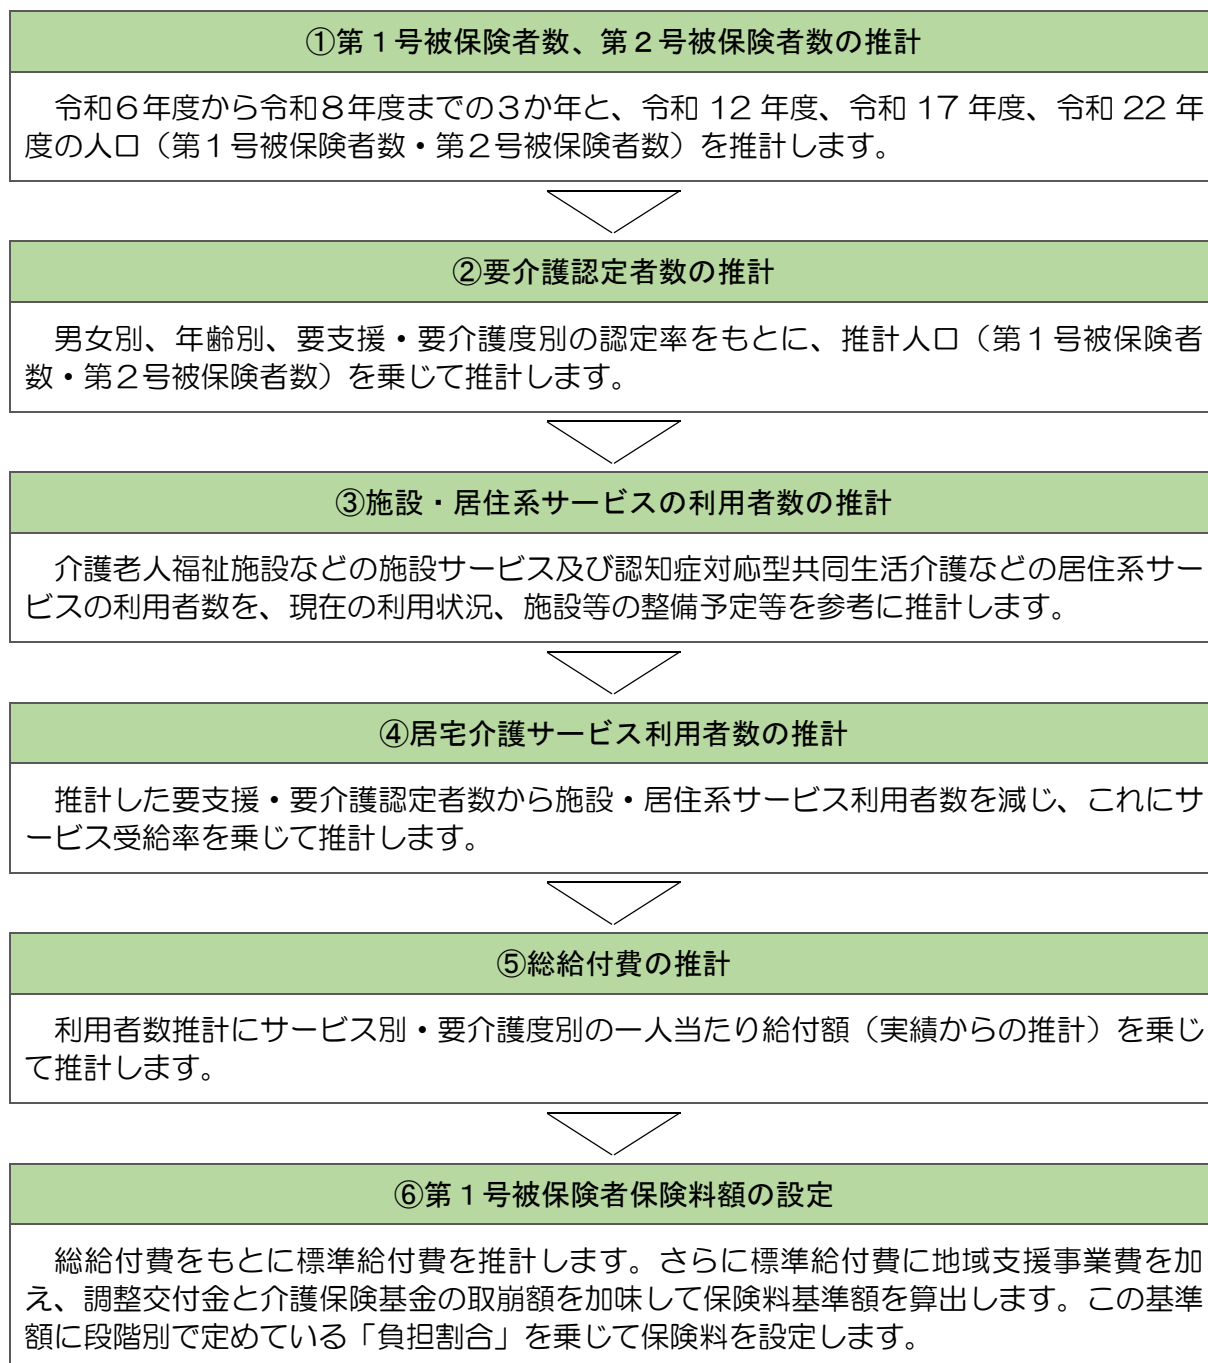 ①第１号被保険者数、第２号被保険者数の推計
令和６年度から令和８年度までの３か年と、令和 12 年度、令和 17 年度、令和 22 年
度の人口（第１号被保険者数・第２号被保険者数）を推計します。
②要介護認定者数の推計
男女別、年齢別、要支援・要介護度別の認定率をもとに、推計人口（第１号被保険者
数・第２号被保険者数）を乗じて推計します。
③施設・居住系サービスの利用者数の推計
介護老人福祉施設などの施設サービス及び認知症対応型共同生活介護などの居住系サー
ビスの利用者数を、現在の利用状況、施設等の整備予定等を参考に推計します。
④居宅介護サービス利用者数の推計
推計した要支援・要介護認定者数から施設・居住系サービス利用者数を減じ、これにサ
ービス受給率を乗じて推計します。
⑤総給付費の推計
利用者数推計にサービス別・要介護度別の一人当たり給付額（実績からの推計）を乗じ
て推計します。
⑥第１号被保険者保険料額の設定
総給付費をもとに標準給付費を推計します。さらに標準給付費に地域支援事業費を加
え、調整交付金と介護保険基金の取崩額を加味して保険料基準額を算出します。この基準
額に段階別で定めている「負担割合」を乗じて保険料を設定します。